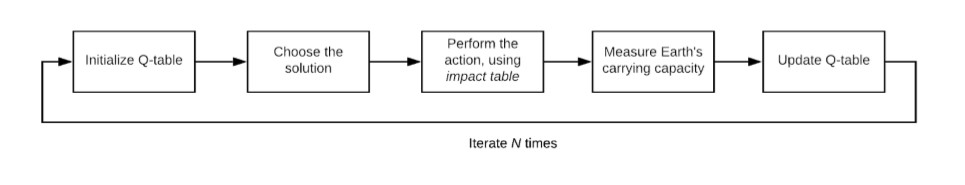 Initialize Q-table
Choose the
solution
Perform the
action, using
impact table
Measure Earth's
carrying capacity
Update Q-table
Iterate N times